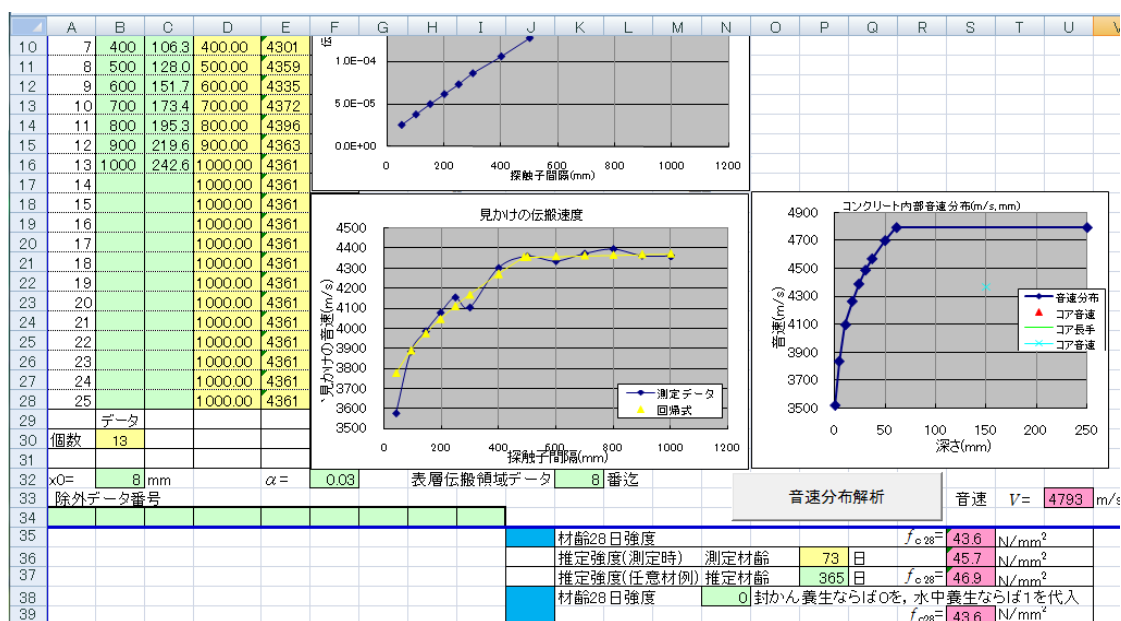 A B C D E F G H I J K L M N O P Q R S T U V
10 7 400 106.3 400.00 4301
11 8 500 128.0 500.00 4359
12 9 600 151.7 600.00 4335
13 10 700 173.4 700.00 4372
14 11 800 195.3 800.00 4396
15 12 900 219.6 900.00 4363
16 13 1000 242.6 1000.00 4361
17 14 1000.00 4361
18 15 1000.00 4361
19 16 1000.00 4361
20 17 1000.00 4361
21 18 1000.00 4361
22 19 1000.00 4361
23 20 1000.00 4361
24 21 1000.00 4361
25 22 1000.00 4361
26 23 1000.00 4361
27 24 1000.00 4361
28 25 1000.00 4361
29 データ
30 個数 13
31
32 x0= 8 mm α= 0.03 表層伝搬領域データ 8 番迄
33 除外データ番号
34
伝
1.0E-04
5.0E-05
0.0E+00
0 200 400 600 800 1000 1200
探触子間隔(mm)
見かけの伝搬速度
見かけの音速(m/s)
4500
4400
4300
4200
4100
4000
3900
3800
3700
3600
3500
測定データ
回帰式
0 200 400 600 800 1000 1200
探触子間隔(mm)
コンクリート内部音速分布(m/s,mm)
音速(m/s)
4900
4700
4500
4300
4100
3900
3700
3500
音速分布
コア音速
コア長手
コア音速
0 50 100 150 200 250
深さ(mm)
音速分布解析
音速 V= 4793 m/s
35 材齢28日強度 fc28= 43.6 N/mm2
36 推定強度(測定時) 測定材齢 73 日 45.7 N/mm2
37 推定強度(任意材例) 推定材齢 365 日 fc28= 46.9 N/mm2
38 材齢28日強度 0 封かん養生ならば0を,水中養生ならば1を代入
39 fc28= 43.6 N/mm2